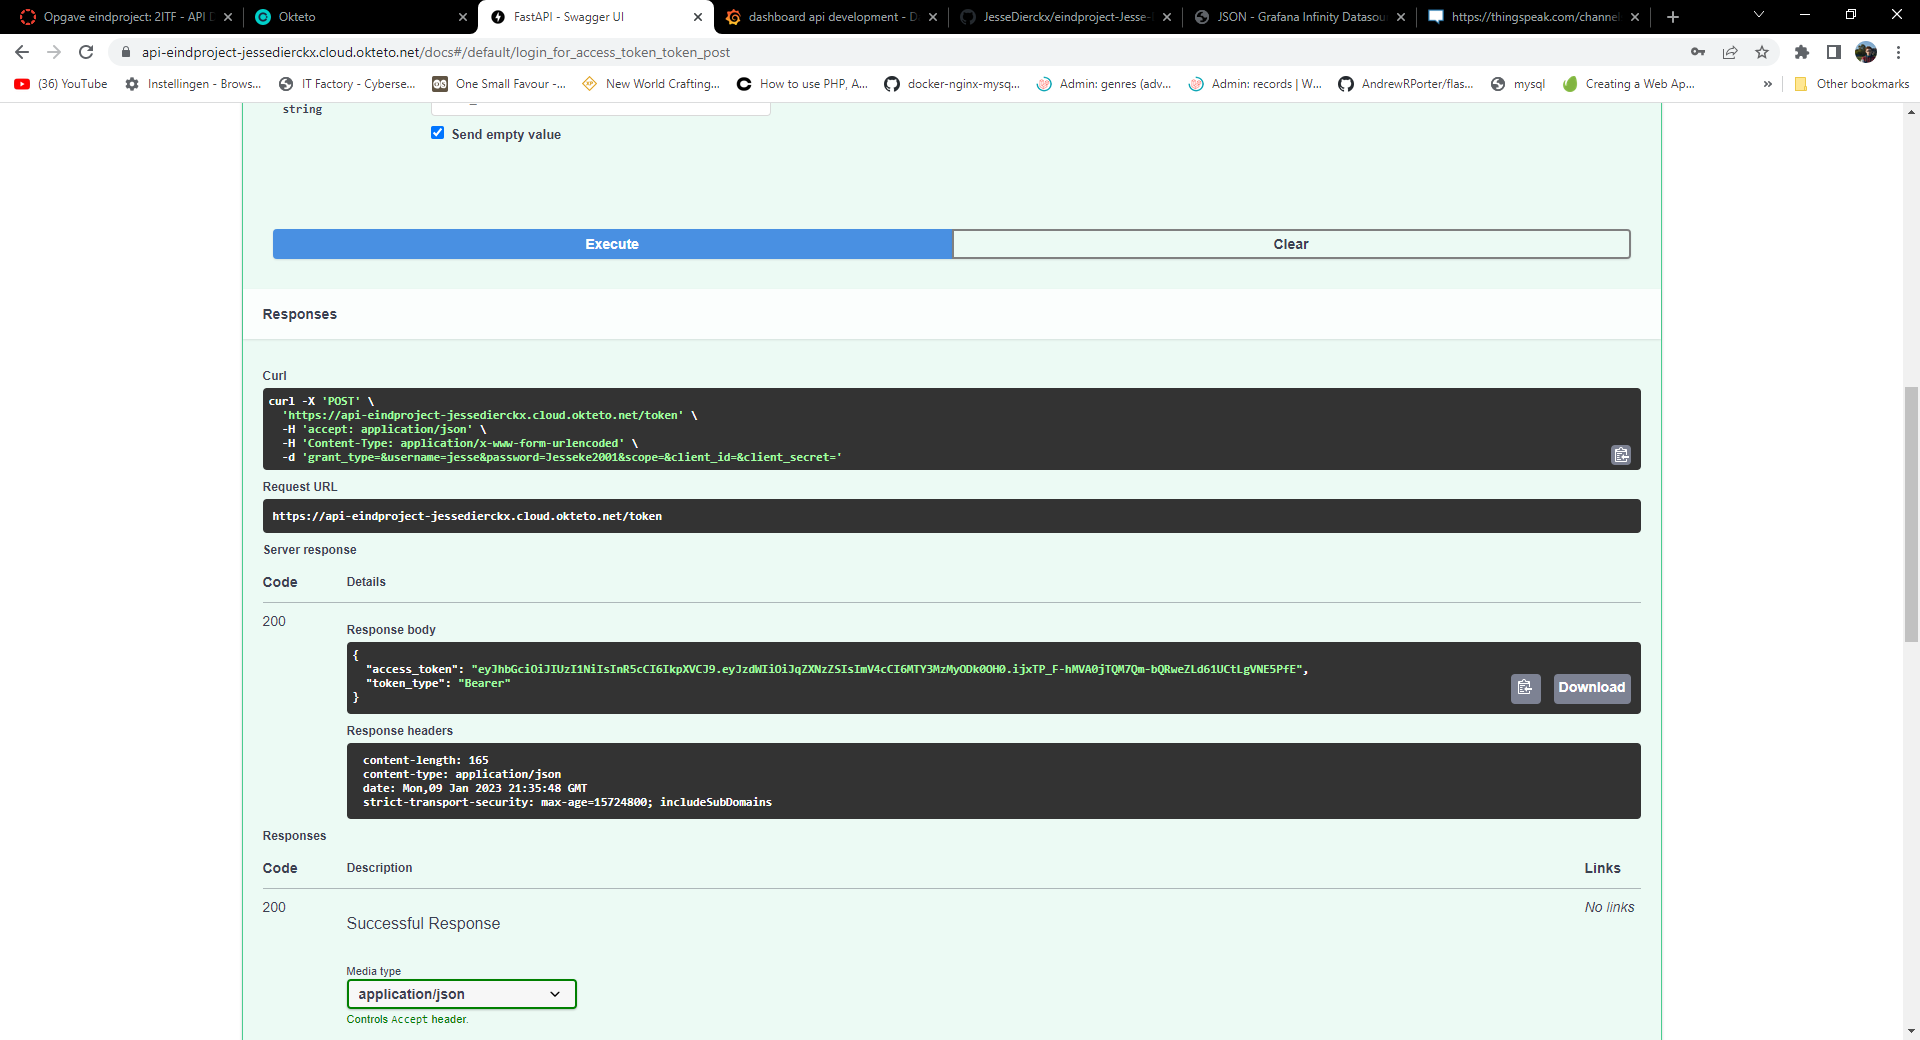 Opgave eindproject: 2ITF - API D
Okteto
FastAPI - Swagger UI
dashboard api development - D
JesseDierckx/eindproject-Jesse-
JSON - Grafana Infinity Datasou
https://thingspeak.com/channel
api-eindproject-jessedierckx.cloud.okteto.net/docs#/default/login_for_access_token_token_post
(36) YouTube
Instellingen - Brows...
IT Factory - Cyberse...
One Small Favour -...
New World Crafting...
How to use PHP, A...
docker-nginx-mysq...
Admin: genres (adv...
Admin: records | W...
AndrewRPorter/flas...
mysql
Creating a Web Ap...
»
Other bookmarks
string
Send empty value
Execute
Clear
Responses
Curl
curl -X 'POST' \
'https://api-eindproject-jessedierckx.cloud.okteto.net/token' \
-H 'accept: application/json' \
-H 'Content-Type: application/x-www-form-urlencoded' \
-d 'grant_type=&username=jesse&password=Jesseke2001&scope=&client_id=&client_secret='
Request URL
https://api-eindproject-jessedierckx.cloud.okteto.net/token
Server response
Code Details
200
Response body
{
"access_token": "eyJhbGciOiJIUzI1NiIsInR5cCI6IkpXVCJ9.eyJzdWIiOiJqZXNzZSIsImV4cCI6MTY3MzMyODk0OH0.ijxTP_F-hMVA0jTQM7Qm-bQRweZLd61UCtLgVNE5PfE",
"token_type": "Bearer"
}
Download
Response headers
content-length: 165
content-type: application/json
date: Mon,09 Jan 2023 21:35:48 GMT
strict-transport-security: max-age=15724800; includeSubDomains
Responses
Code Description Links
200
Successful Response
No links
Media type
application/json
Controls Accept header.